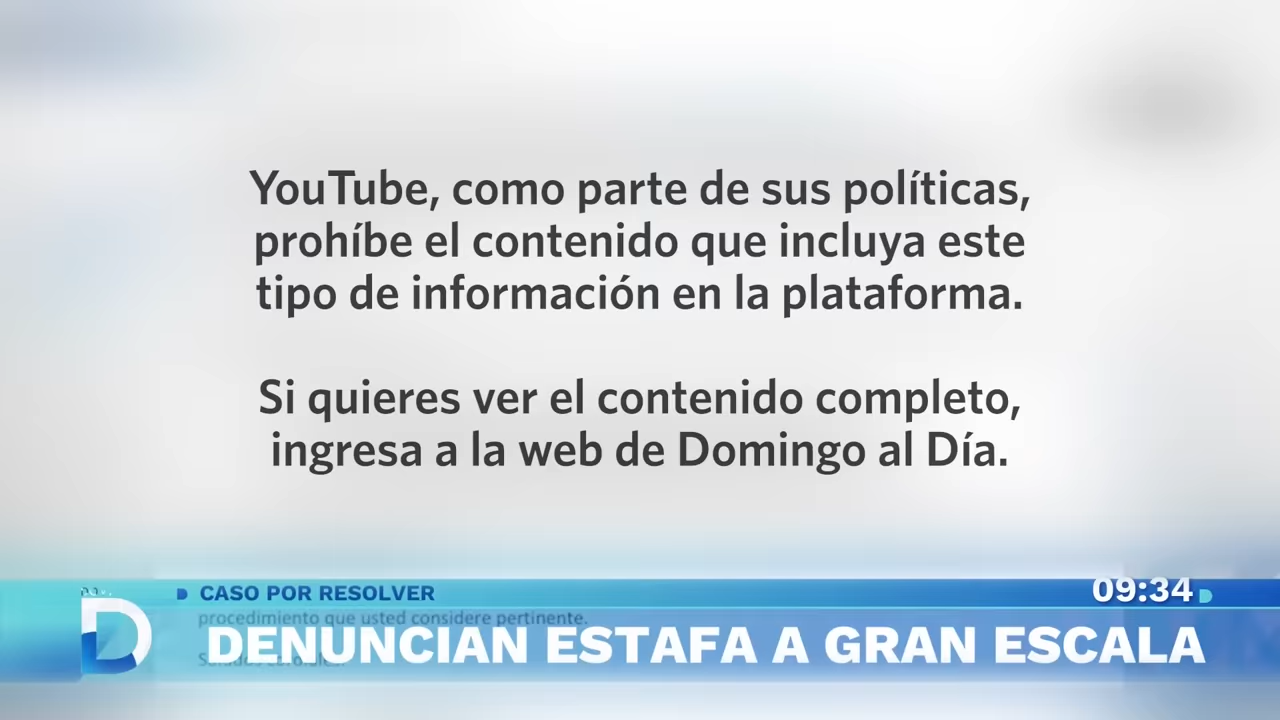 YouTube, como parte de sus políticas,
prohíbe el contenido que incluya este
tipo de información en la plataforma.
Si quieres ver el contenido completo,
ingresa a la web de Domingo al Día.
CASO POR RESOLVER
09:34
procedimiento que usted considere pertinente.
D
DENUNCIAN ESTAFA A GRAN ESCALA